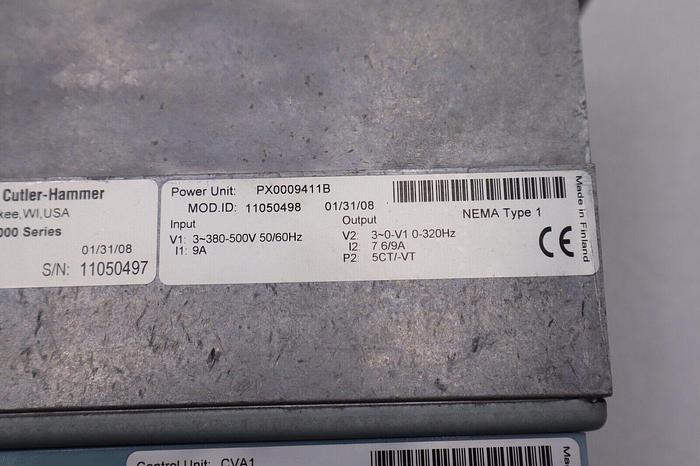 Cutler-Hammer
kee, WI, USA
000 Series
01/31/08
S/N: 11050497
Power Unit: PX0009411B
MOD.ID: 11050498 01/31/08
Input
V1: 3~380-500V 50/60Hz
I1: 9A
Output
V2: 3~0-V1 0-320Hz
I2: 7.6/9A
P2: 5CT/-VT
NEMA Type 1
CE
Made in Finland
Control Unit: CVA1
Ma